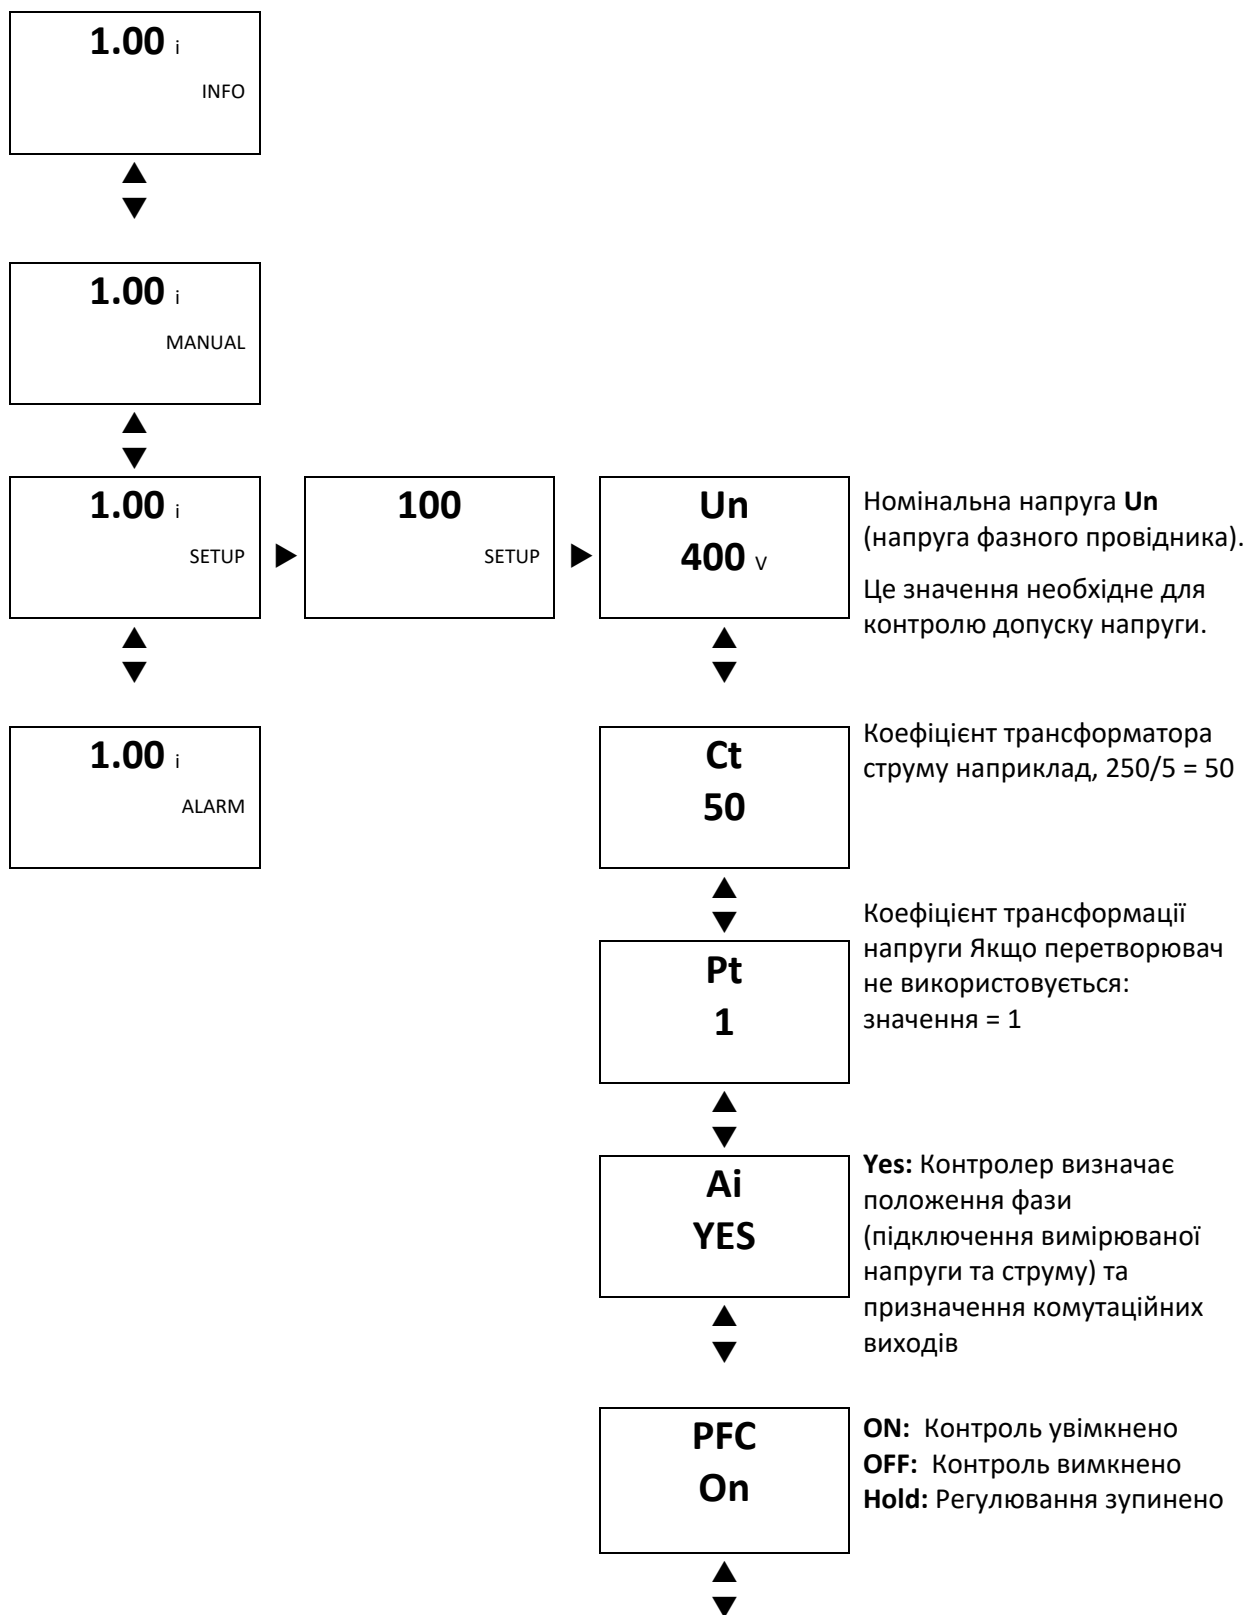 1.00 i
INFO
1.00 i
MANUAL
1.00 i
SETUP
100
SETUP
Un
400 V
Номінальна напруга Un
(напруга фазного провідника).
Це значення необхідне для
контролю допуску напруги.
1.00 i
ALARM
Ct
50
Коефіцієнт трансформатора
струму наприклад, 250/5 = 50
Pt
1
Коефіцієнт трансформації
напруги Якщо перетворювач
не використовується:
значення = 1
Ai
YES
Yes: Контролер визначає
положення фази
(підключення вимірюваної
напруги та струму) та
призначення комутаційних
виходів
PFC
On
ON: Контроль увімкнено
OFF: Контроль вимкнено
Hold: Регулювання зупинено